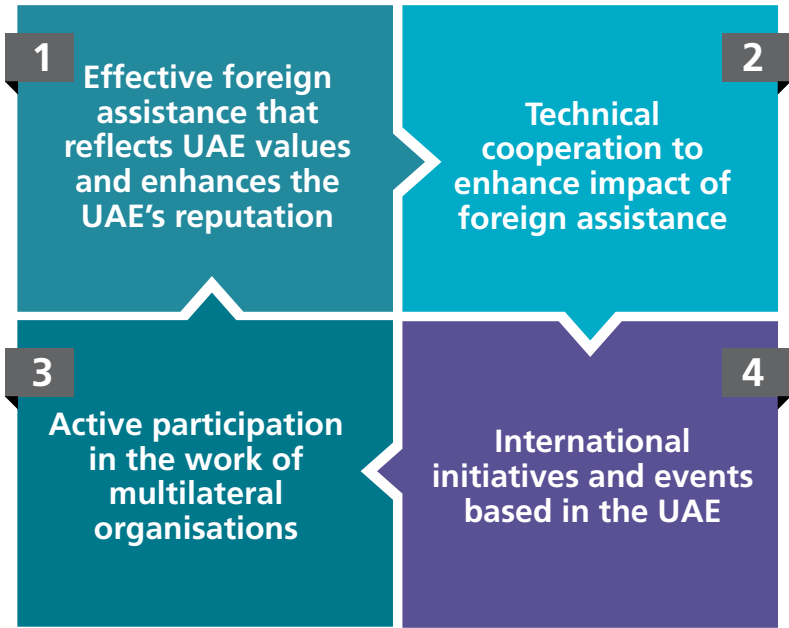 1
Effective foreign
assistance that
reflects UAE values
and enhances the
UAE’s reputation
2
Technical
cooperation to
enhance impact of
foreign assistance
3
Active participation
in the work of
multilateral
organisations
4
International
initiatives and events
based in the UAE